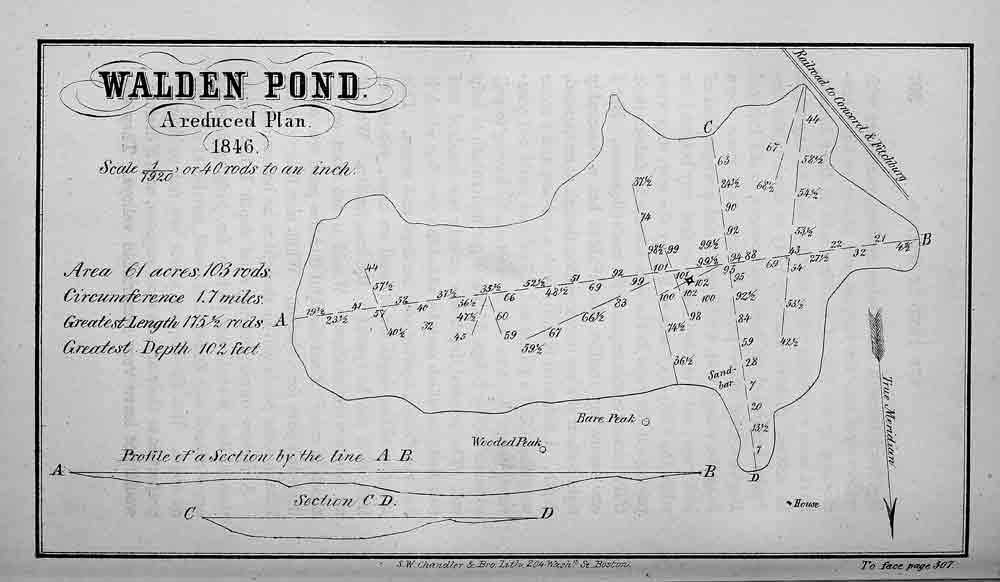 WALDEN POND.
A reduced Plan.
1846.
Scale 1/7920, or 40 rods to an inch.
Railroad to Concord & Fitchburg
Area 61 acres 103 rods
Circumference 1.7 miles.
Greatest Length 175½ rods.
Greatest Depth 102 feet
C
44
67
63
58½
37½
24½
68½
54½
90
74
92
53½
21
B
98½ 99
99½
43
22
4½
44
101
99½
94 88
69
27½
32
57½
37½
35½
52½
51
92
99
101
102
95
95
54
A
19½
23½
41
57
58
40
36½
66
48½
69
83
100
102
100
92½
53½
40½
32
47½
60
66½
98
84
45
59
67
74½
59
42½
59½
36½
28
Sand-
bar
7
20
13½
7
D
Bare Peak
Wooded Peak
House
True Meridian
Profile of a Section by the line A B.
A
B
Section C D.
C
D
S.W. Chandler & Bro. Lith. 204 Washn. St. Boston.
To face page 307.